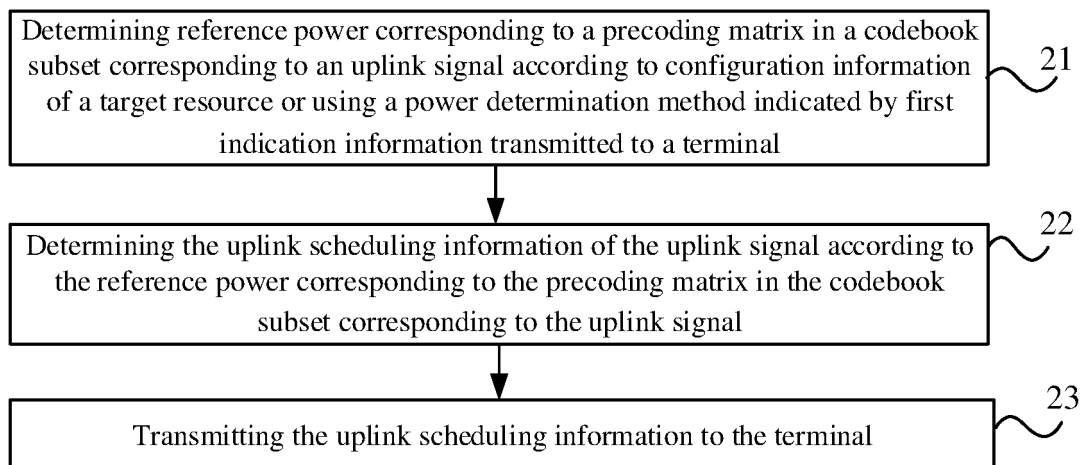 Determining reference power corresponding to a precoding matrix in a codebook
subset corresponding to an uplink signal according to configuration information
of a target resource or using a power determination method indicated by first
indication information transmitted to a terminal
21
Determining the uplink scheduling information of the uplink signal according to
the reference power corresponding to the precoding matrix in the codebook
subset corresponding to the uplink signal
22
Transmitting the uplink scheduling information to the terminal
23